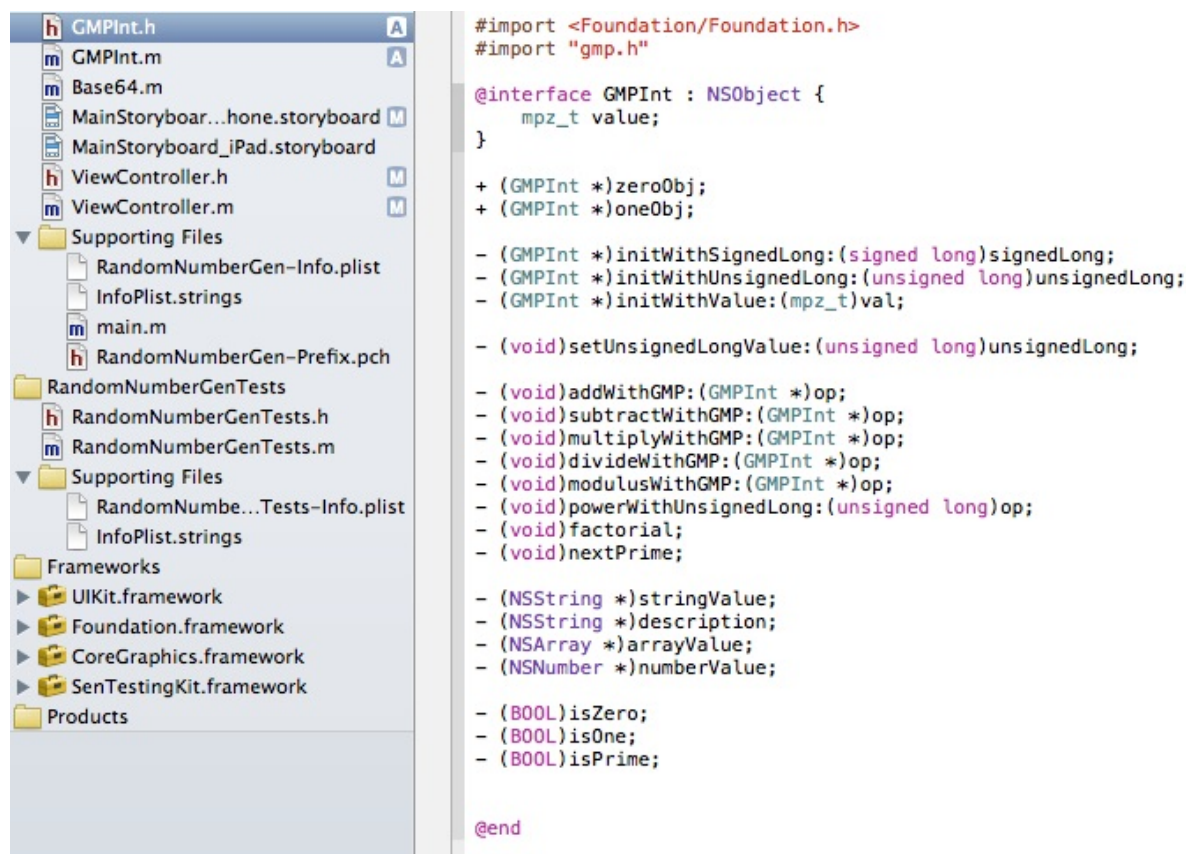 GMPInt.h A
GMPInt.m A
Base64.m
MainStoryboar...hone.storyboard M
MainStoryboard_iPad.storyboard
ViewController.h M
ViewController.m M
Supporting Files
RandomNumberGen-Info.plist
InfoPlist.strings
main.m
RandomNumberGen-Prefix.pch
RandomNumberGenTests
RandomNumberGenTests.h
RandomNumberGenTests.m
Supporting Files
RandomNumbe...Tests-Info.plist
InfoPlist.strings
Frameworks
UIKit.framework
Foundation.framework
CoreGraphics.framework
SenTestingKit.framework
Products
#import <Foundation/Foundation.h>
#import "gmp.h"
@interface GMPInt : NSObject {
mpz_t value;
}
+ (GMPInt *)zeroObj;
+ (GMPInt *)oneObj;
- (GMPInt *)initWithSignedLong:(signed long)signedLong;
- (GMPInt *)initWithUnsignedLong:(unsigned long)unsignedLong;
- (GMPInt *)initWithValue:(mpz_t)val;
- (void)setUnsignedLongValue:(unsigned long)unsignedLong;
- (void)addWithGMP:(GMPInt *)op;
- (void)subtractWithGMP:(GMPInt *)op;
- (void)multiplyWithGMP:(GMPInt *)op;
- (void)divideWithGMP:(GMPInt *)op;
- (void)modulusWithGMP:(GMPInt *)op;
- (void)powerWithUnsignedLong:(unsigned long)op;
- (void)factorial;
- (void)nextPrime;
- (NSString *)stringValue;
- (NSString *)description;
- (NSArray *)arrayValue;
- (NSNumber *)numberValue;
- (BOOL)isZero;
- (BOOL)isOne;
- (BOOL)isPrime;
@end